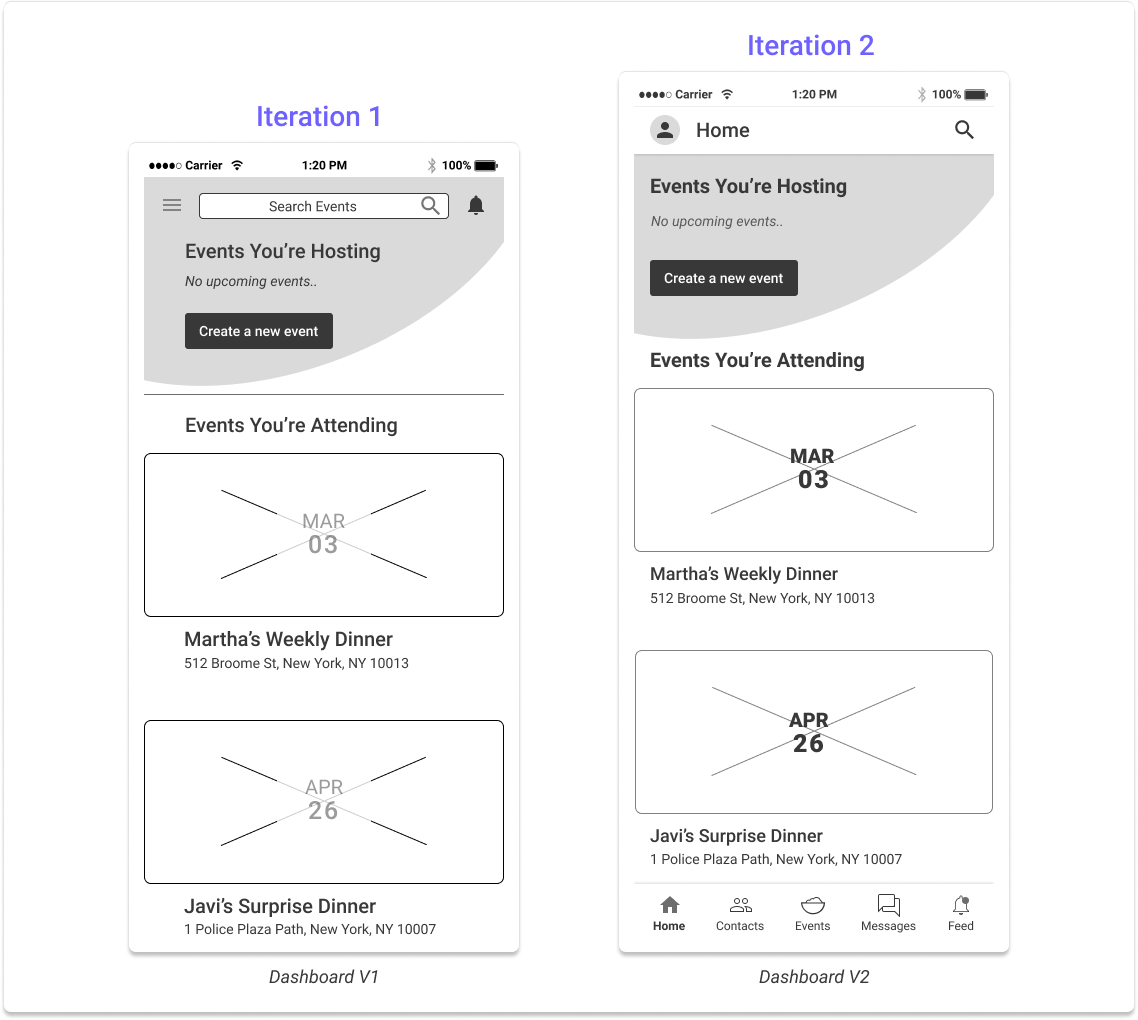 Iteration 1
Carrier 1:20 PM 100%
Search Events
Events You’re Hosting
No upcoming events..
Create a new event
Events You’re Attending
MAR
03
Martha’s Weekly Dinner
512 Broome St, New York, NY 10013
APR
26
Javi’s Surprise Dinner
1 Police Plaza Path, New York, NY 10007
Dashboard V1
Iteration 2
Carrier 1:20 PM 100%
Home
Events You’re Hosting
No upcoming events..
Create a new event
Events You’re Attending
MAR
03
Martha’s Weekly Dinner
512 Broome St, New York, NY 10013
APR
26
Javi’s Surprise Dinner
1 Police Plaza Path, New York, NY 10007
Home Contacts Events Messages Feed
Dashboard V2